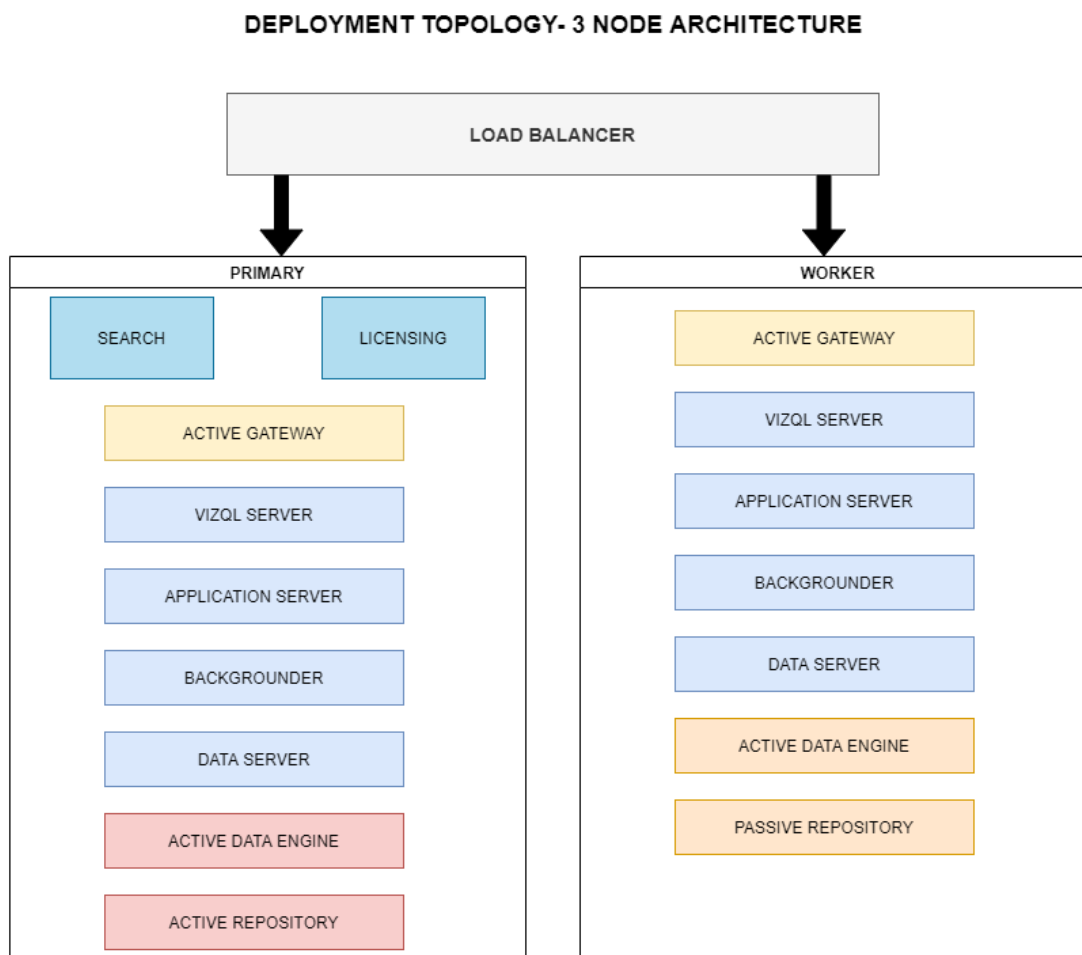 DEPLOYMENT TOPOLOGY- 3 NODE ARCHITECTURE
LOAD BALANCER
PRIMARY
SEARCH
LICENSING
ACTIVE GATEWAY
VIZQL SERVER
APPLICATION SERVER
BACKGROUNDER
DATA SERVER
ACTIVE DATA ENGINE
ACTIVE REPOSITORY
WORKER
ACTIVE GATEWAY
VIZQL SERVER
APPLICATION SERVER
BACKGROUNDER
DATA SERVER
ACTIVE DATA ENGINE
PASSIVE REPOSITORY